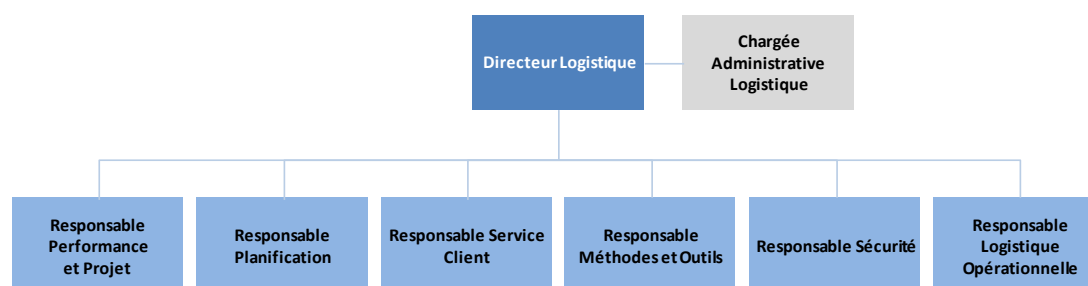 Directeur Logistique
Chargée
Administrative
Logistique
Responsable
Performance
et Projet
Responsable
Planification
Responsable Service
Client
Responsable
Méthodes et Outils
Responsable Sécurité
Responsable
Logistique
Opérationnelle